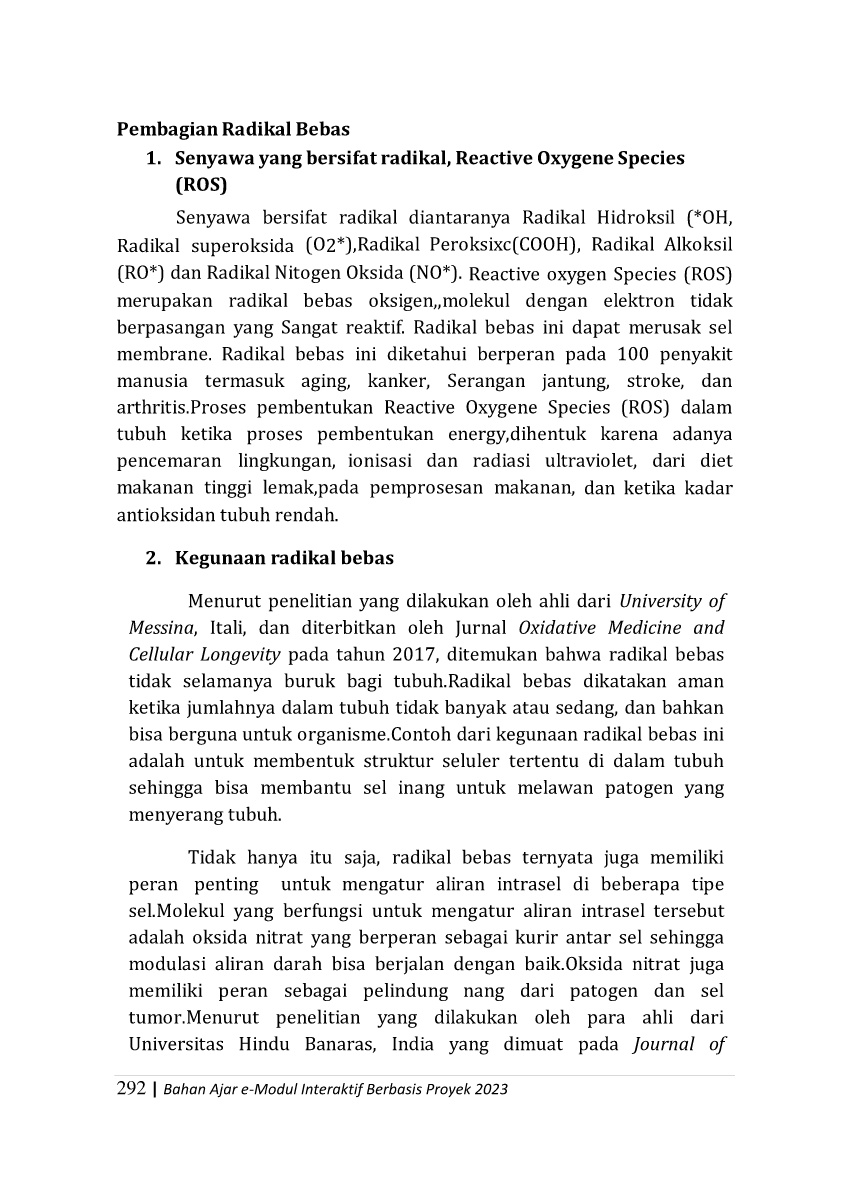 Pembagian Radikal Bebas
1. Senyawa yang bersifat radikal, Reactive Oxygene Species
(ROS)
Senyawa bersifat radikal diantaranya Radikal Hidroksil (*OH,
Radikal superoksida (O2*),Radikal Peroksixc(COOH), Radikal Alkoksil
(RO*) dan Radikal Nitogen Oksida (NO*). Reactive oxygen Species (ROS)
merupakan radikal bebas oksigen,,molekul dengan elektron tidak
berpasangan yang Sangat reaktif. Radikal bebas ini dapat merusak sel
membrane. Radikal bebas ini diketahui berperan pada 100 penyakit
manusia termasuk aging, kanker, Serangan jantung, stroke, dan
arthritis.Proses pembentukan Reactive Oxygene Species (ROS) dalam
tubuh ketika proses pembentukan energy,dihentuk karena adanya
pencemaran lingkungan, ionisasi dan radiasi ultraviolet, dari diet
makanan tinggi lemak,pada pemprosesan makanan, dan ketika kadar
antioksidan tubuh rendah.
2. Kegunaan radikal bebas
Menurut penelitian yang dilakukan oleh ahli dari University of
Messina, Itali, dan diterbitkan oleh Jurnal Oxidative Medicine and
Cellular Longevity pada tahun 2017, ditemukan bahwa radikal bebas
tidak selamanya buruk bagi tubuh.Radikal bebas dikatakan aman
ketika jumlahnya dalam tubuh tidak banyak atau sedang, dan bahkan
bisa berguna untuk organisme.Contoh dari kegunaan radikal bebas ini
adalah untuk membentuk struktur seluler tertentu di dalam tubuh
sehingga bisa membantu sel inang untuk melawan patogen yang
menyerang tubuh.
Tidak hanya itu saja, radikal bebas ternyata juga memiliki
peran penting untuk mengatur aliran intrasel di beberapa tipe
sel.Molekul yang berfungsi untuk mengatur aliran intrasel tersebut
adalah oksida nitrat yang berperan sebagai kurir antar sel sehingga
modulasi aliran darah bisa berjalan dengan baik.Oksida nitrat juga
memiliki peran sebagai pelindung nang dari patogen dan sel
tumor.Menurut penelitian yang dilakukan oleh para ahli dari
Universitas Hindu Banaras, India yang dimuat pada Journal of
292 | Bahan Ajar e-Modul Interaktif Berbasis Proyek 2023